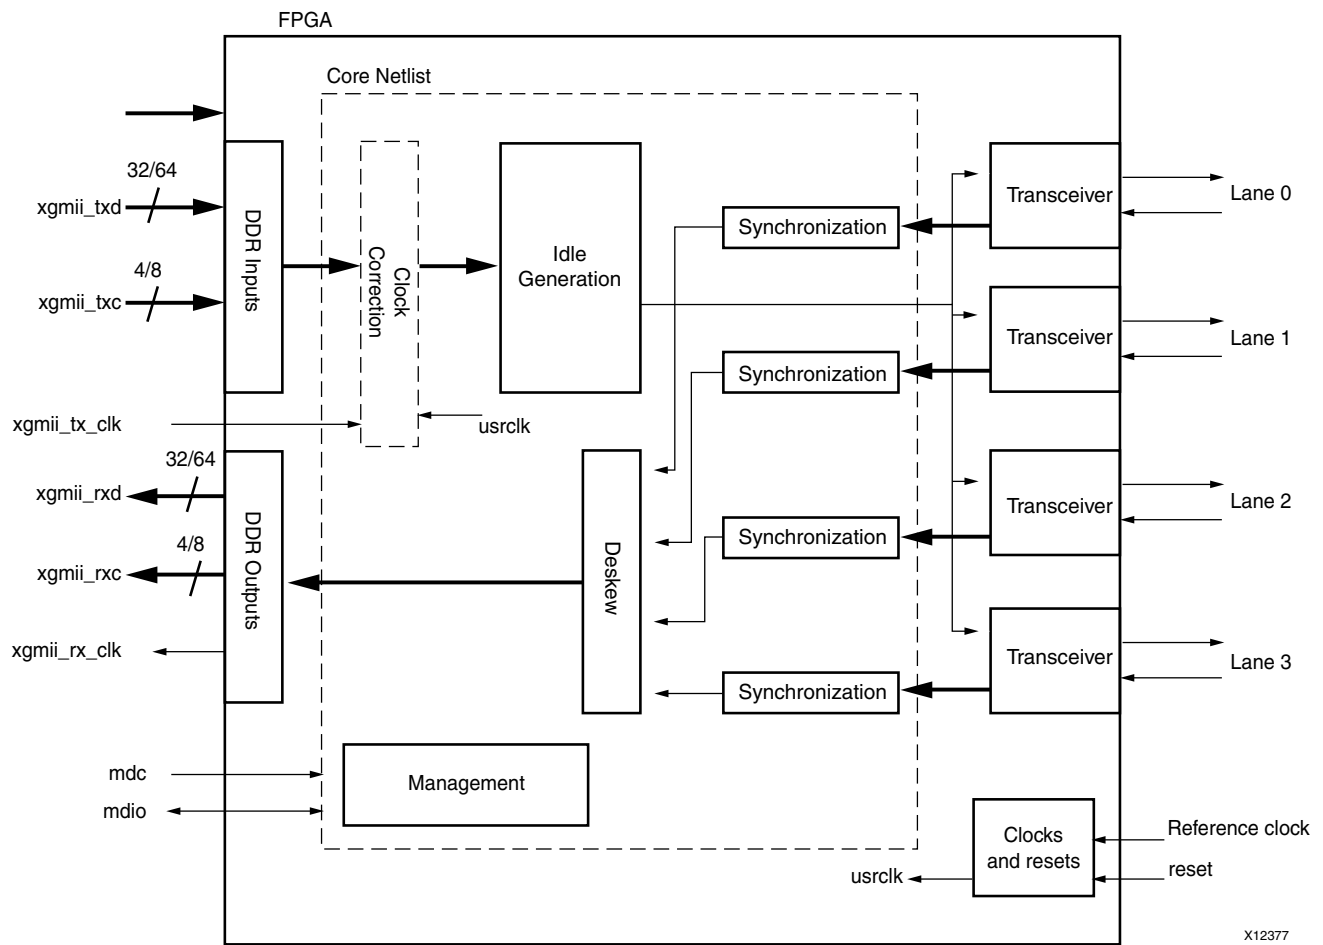 FPGA
Core Netlist
32/64
xgmii_txd
4/8
xgmii_txc
DDR Inputs
Clock
Correction
Idle
Generation
Synchronization
Transceiver
Lane 0
Synchronization
Transceiver
Lane 1
xgmii_tx_clk
usrclk
32/64
xgmii_rxd
4/8
xgmii_rxc
xgmii_rx_clk
DDR Outputs
Deskew
Synchronization
Transceiver
Lane 2
Synchronization
Transceiver
Lane 3
mdc
mdio
Management
Clocks
and resets
Reference clock
reset
usrclk
X12377